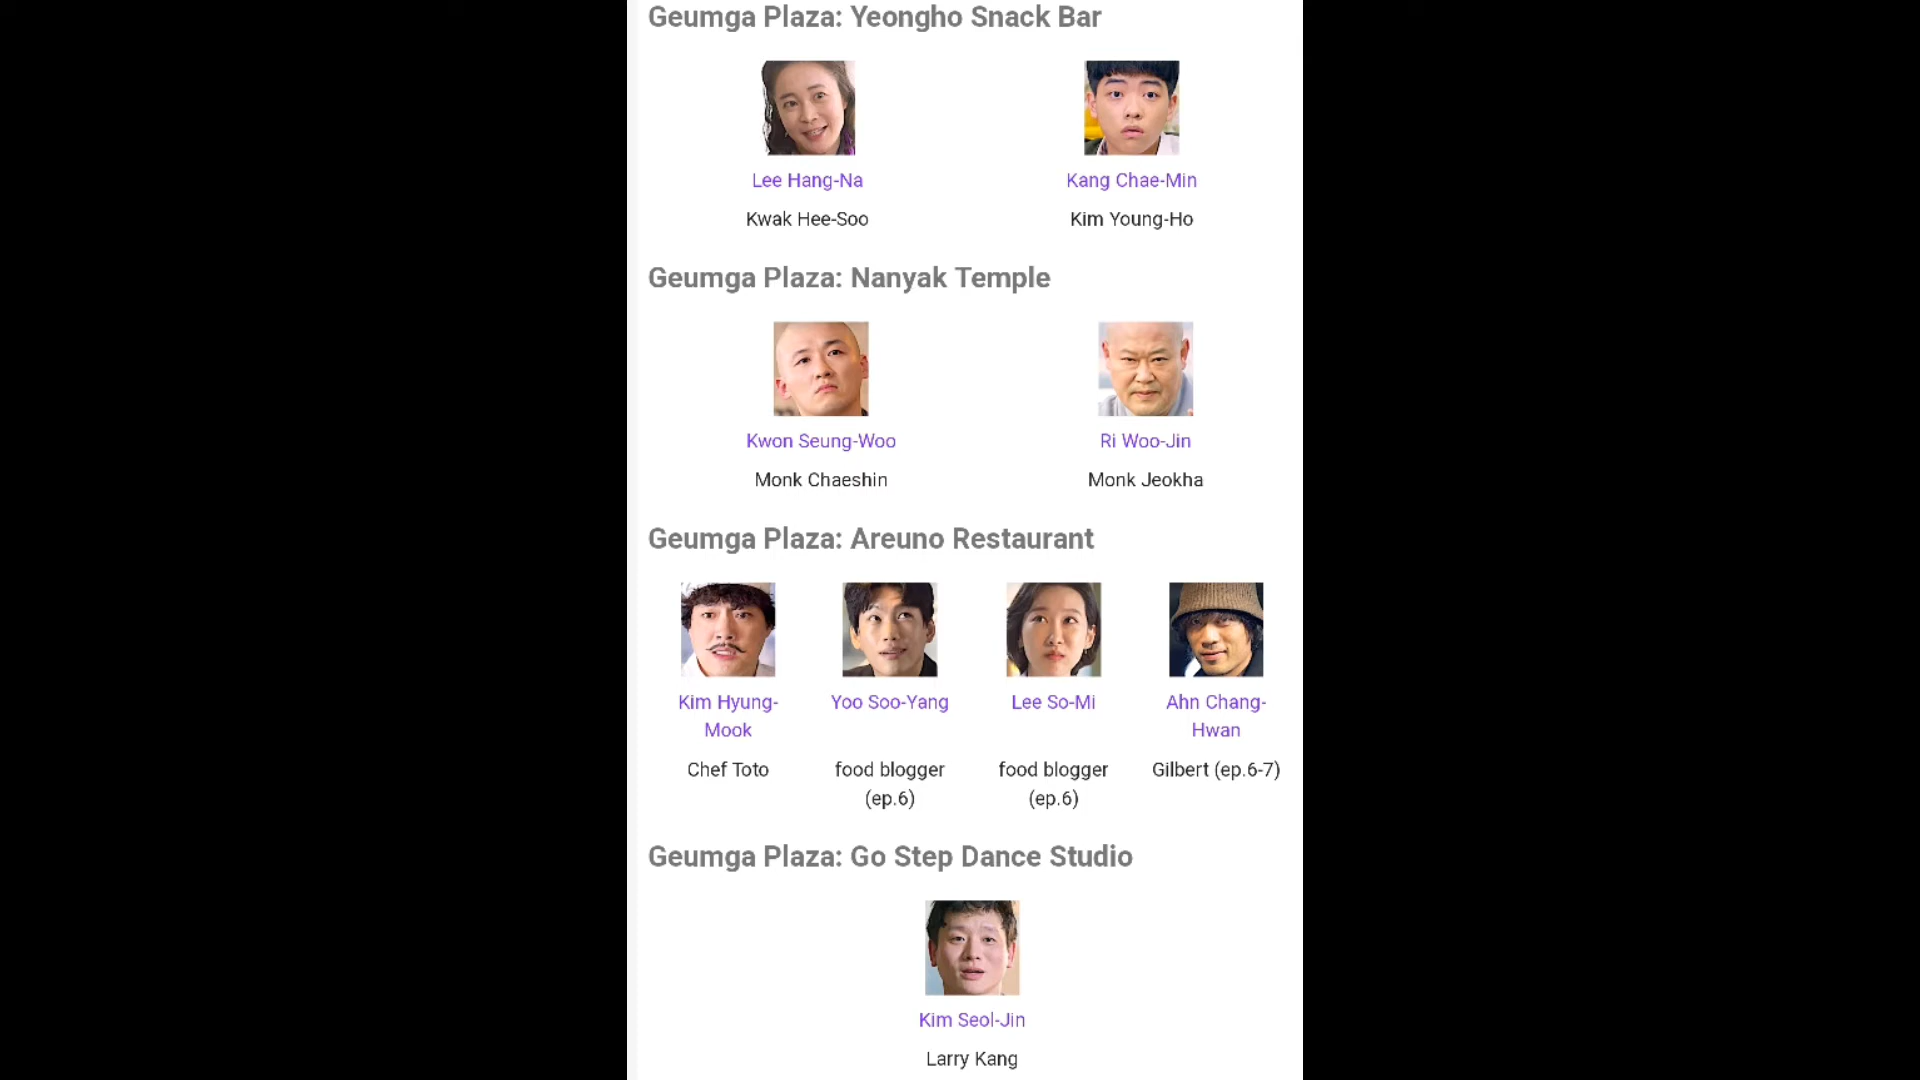 Geumga Plaza: Yeongho Snack Bar
Lee Hang-Na
Kang Chae-Min
Kwak Hee-Soo
Kim Young-Ho
Geumga Plaza: Nanyak Temple
Kwon Seung-Woo
Ri Woo-Jin
Monk Chaeshin
Monk Jeokha
Geumga Plaza: Areuno Restaurant
Kim Hyung-
Mook
Yoo Soo-Yang
Lee So-Mi
Ahn Chang-
Hwan
Chef Toto
food blogger
(ep.6)
food blogger
(ep.6)
Gilbert (ep.6-7)
Geumga Plaza: Go Step Dance Studio
Kim Seol-Jin
Larry Kang